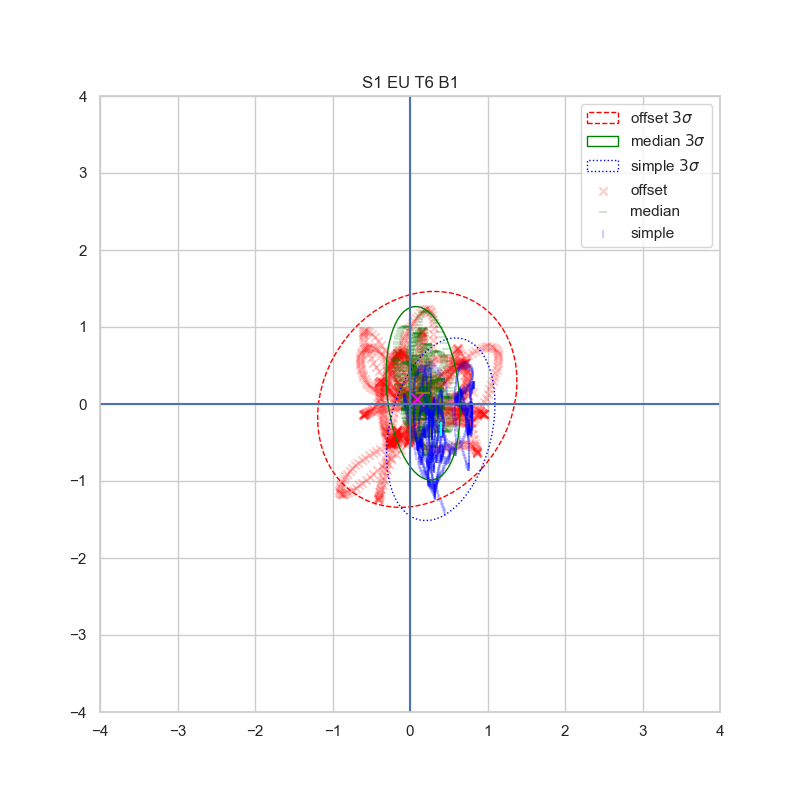 S1 EU T6 B1
offset 3σ
median 3σ
simple 3σ
offset
median
simple
4
3
2
1
0
−1
−2
−3
−4
−4 −3 −2 −1 0 1 2 3 4